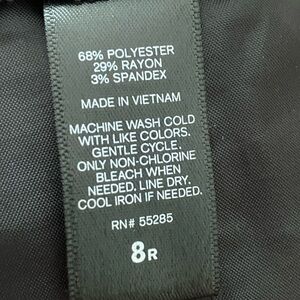 68% POLYESTER
29% RAYON
3% SPANDEX
MADE IN VIETNAM
MACHINE WASH COLD
WITH LIKE COLORS.
GENTLE CYCLE.
ONLY NON-CHLORINE
BLEACH WHEN
NEEDED. LINE DRY.
COOL IRON IF NEEDED.
RN# 55285
8R